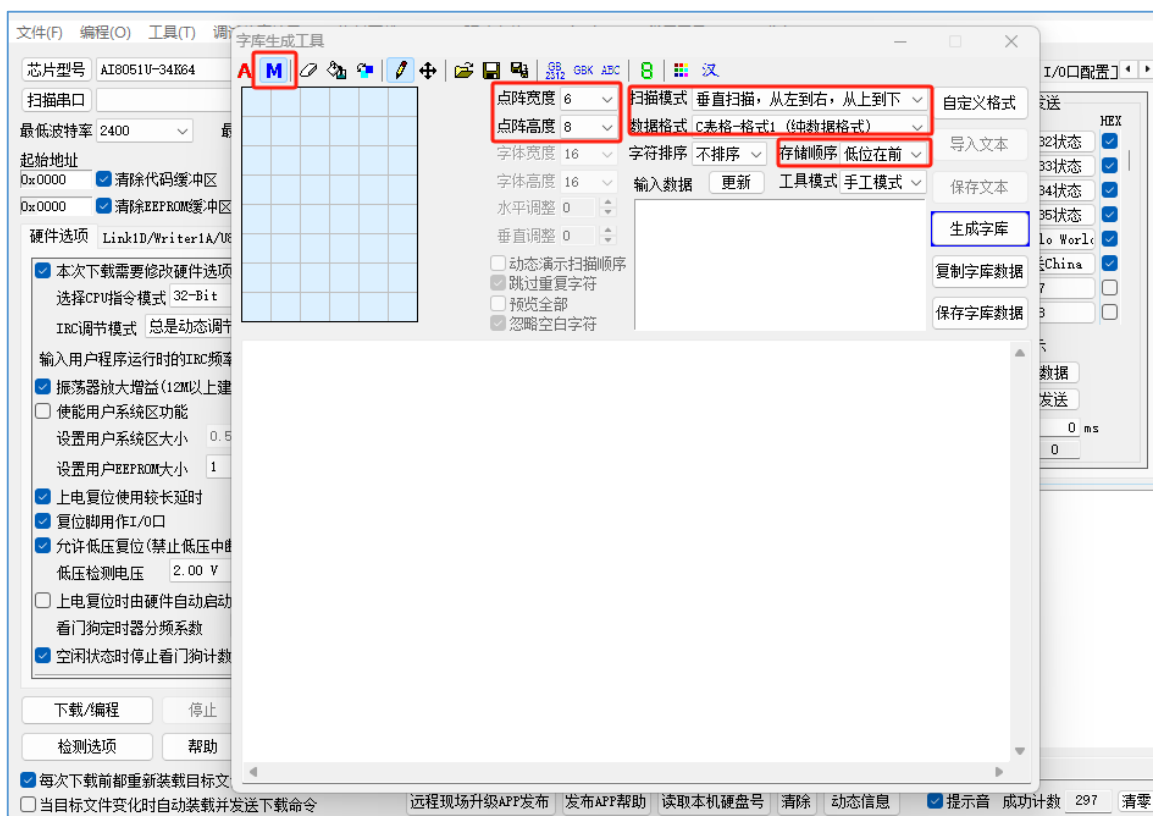 文件(F) 编程(O) 工具(T)
字库生成工具
芯片型号 AI8051U-34K64
A M GB2312 GBK ABC 8 汉
I/O口配置
扫描串口
点阵宽度 6
扫描模式 垂直扫描，从左到右，从上到下
自定义格式
最低波特率 2400
点阵高度 8
数据格式 C表格-格式1 (纯数据格式)
HEX
起始地址
字体宽度 16
字符排序 不排序
存储顺序 低位在前
导入文本
32状态
0x0000 清除代码缓冲区
字体高度 16
输入数据 更新
工具模式 手工模式
保存文本
33状态
34状态
0x0000 清除EEPROM缓冲区
水平调整 0
生成字库
35状态
硬件选项 Link1D/Writer1A/U8
垂直调整 0
本次下载需要修改硬件选项
动态演示扫描顺序
复制字库数据
China
选择CPU指令模式 32-Bit
跳过重复字符
7
预览全部
保存字库数据
8
IRC调节模式 总是动态调节
忽略空白字符
输入用户程序运行时的IRC频率
数据
振荡器放大增益(12M以上建
发送
使能用户系统区功能
0 ms
设置用户系统区大小 0.5
0
设置用户EEPROM大小 1
上电复位使用较长延时
复位脚用作I/O口
允许低压复位(禁止低压中断
低压检测电压 2.00 V
上电复位时由硬件自动启动
看门狗定时器分频系数
空闲状态时停止看门狗计数
下载/编程 停止
检测选项 帮助
每次下载前都重新装载目标文
当目标文件变化时自动装载并发送下载命令
远程现场升级APP发布 发布APP帮助 读取本机硬盘号 清除 动态信息 提示音 成功计数 297 清零